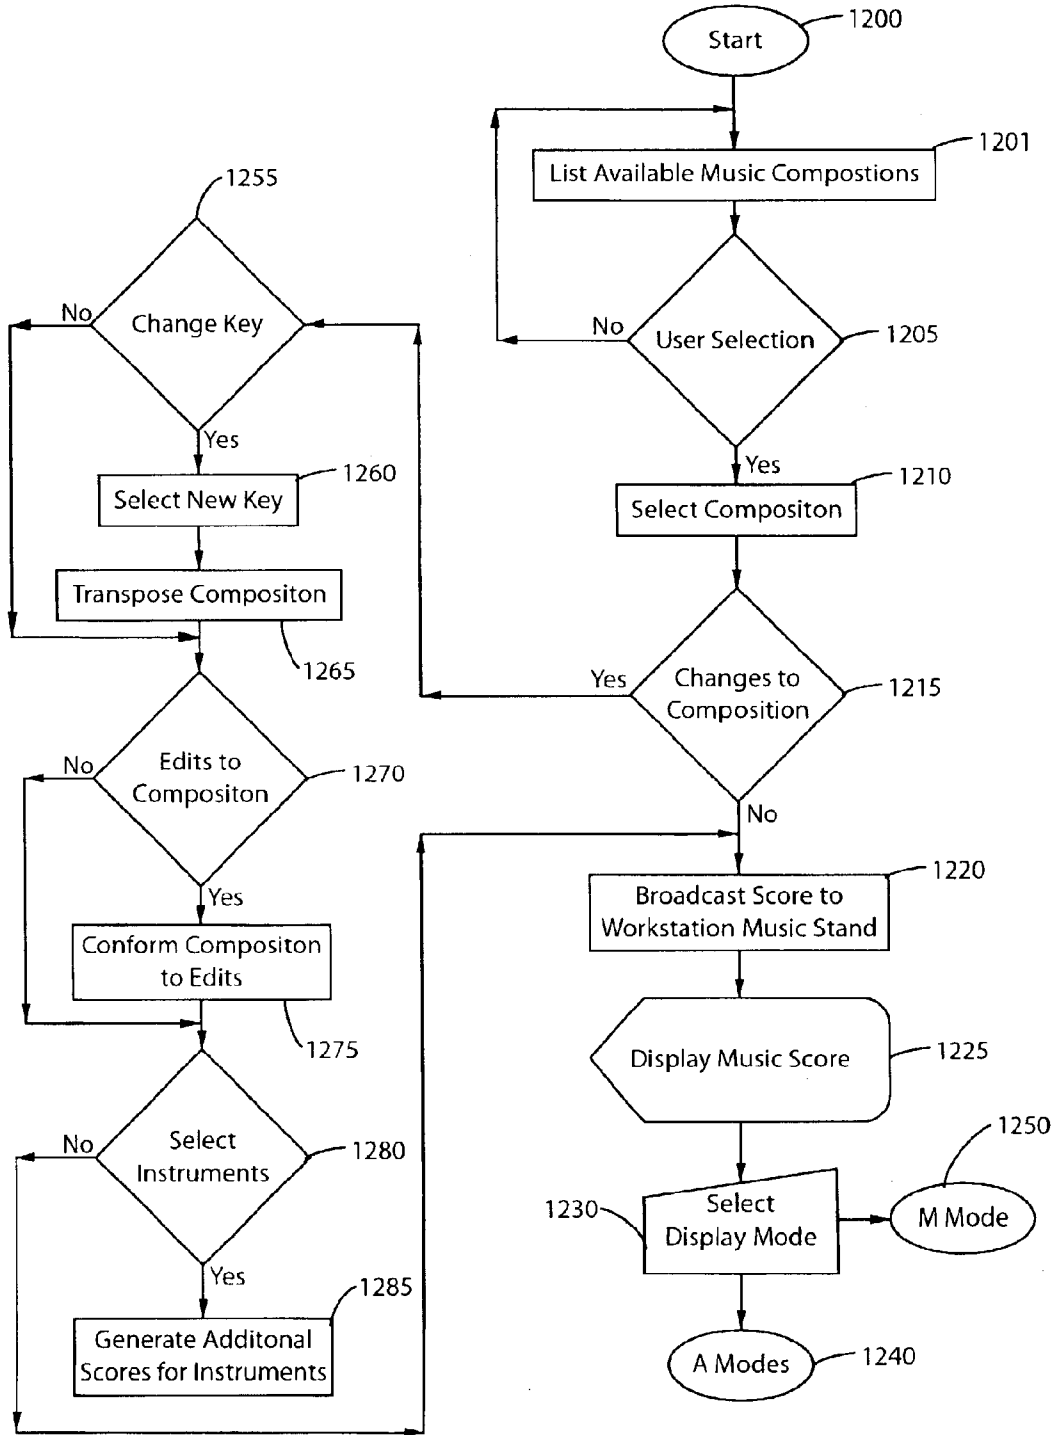 Start
1200
List Available Music Compostions
1201
User Selection
1205
No
Yes
Select Compositon
1210
Changes to
Composition
1215
Yes
No
Broadcast Score to
Workstation Music Stand
1220
Display Music Score
1225
Select
Display Mode
1230
M Mode
1250
A Modes
1240
Change Key
1255
No
Yes
Select New Key
1260
Transpose Compositon
1265
Edits to
Compositon
1270
No
Yes
Conform Compositon
to Edits
1275
Select
Instruments
1280
No
Yes
Generate Additonal
Scores for Instruments
1285